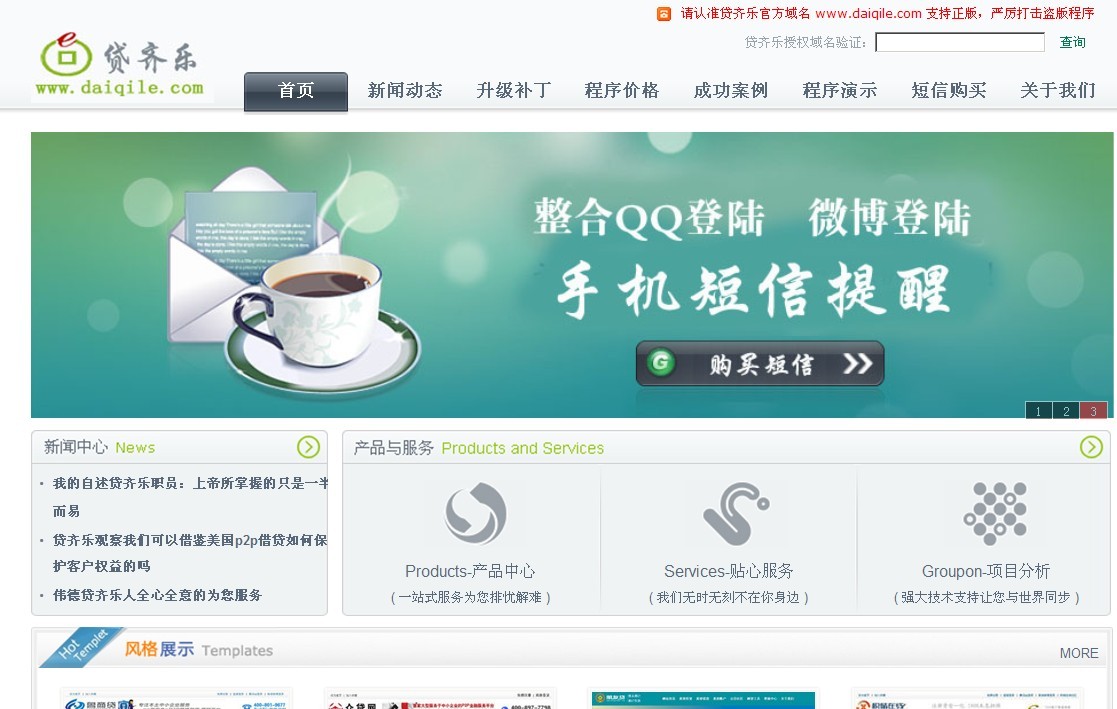 请认准贷齐乐官方域名 www.daiqile.com 支持正版，严厉打击盗版程序
贷齐乐授权域名验证： 查询
贷齐乐
www.daiqile.com
首页 新闻动态 升级补丁 程序价格 成功案例 程序演示 短信购买 关于我们
整合QQ登陆 微博登陆
手机短信提醒
G 购买短信
1 2 3
新闻中心 News
我的自述贷齐乐职员：上帝所掌握的只是一半
而易
贷齐乐观察我们可以借鉴美国p2p借贷如何保
护客户权益的吗
伟德贷齐乐人全心全意的为您服务
产品与服务 Products and Services
Products-产品中心
（一站式服务为您排忧解难）
Services-贴心服务
（我们无时无刻不在你身边）
Groupon-项目分析
（强大技术支持让您与世界同步）
Hot
Templet
风格展示 Templates
MORE